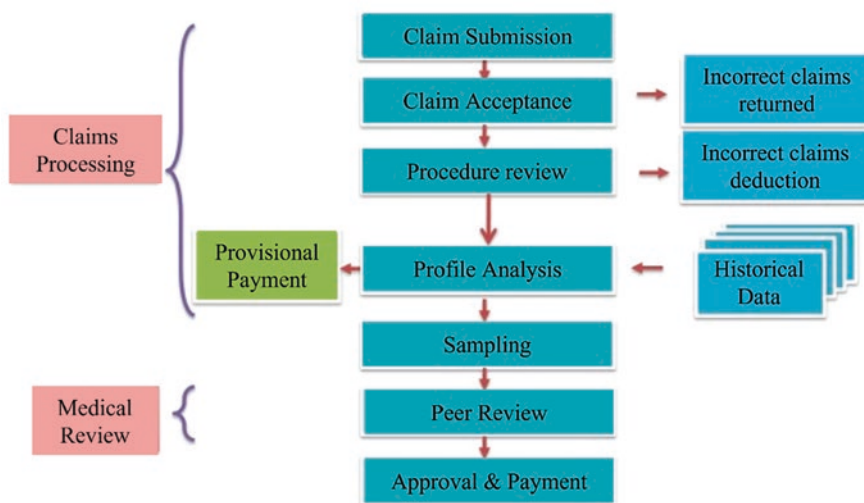 Claim Submission
Claim Acceptance
Incorrect claims
returned
Claims
Processing
Procedure review
Incorrect claims
deduction
Provisional
Payment
Profile Analysis
Historical
Data
Sampling
Medical
Review
Peer Review
Approval & Payment